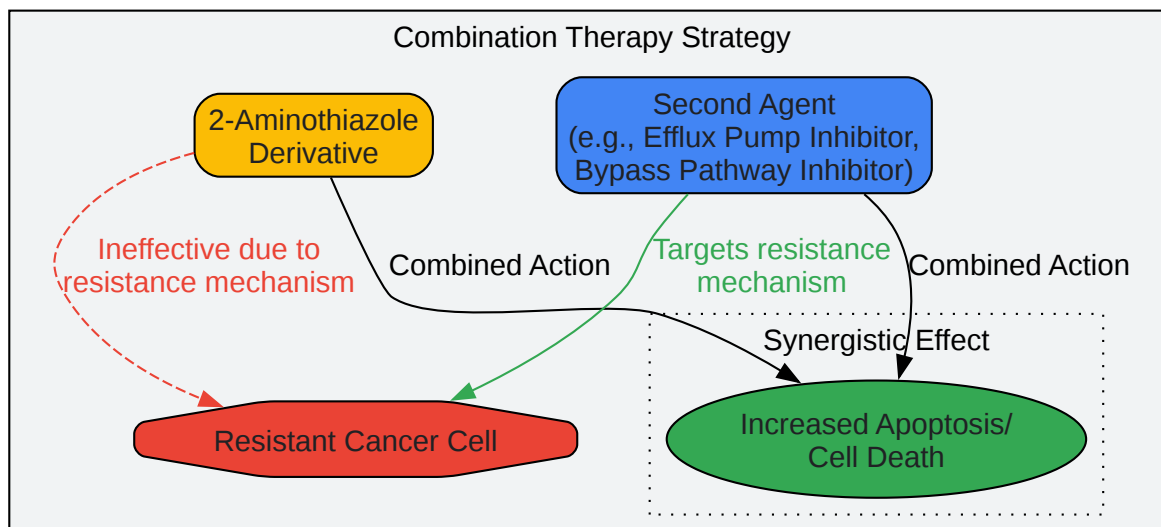 Combination Therapy Strategy
2-Aminothiazole
Derivative
Second Agent
(e.g., Efflux Pump Inhibitor,
Bypass Pathway Inhibitor)
Ineffective due to
resistance mechanism
Combined Action
Targets resistance
mechanism
Combined Action
Synergistic Effect
Resistant Cancer Cell
Increased Apoptosis/
Cell Death